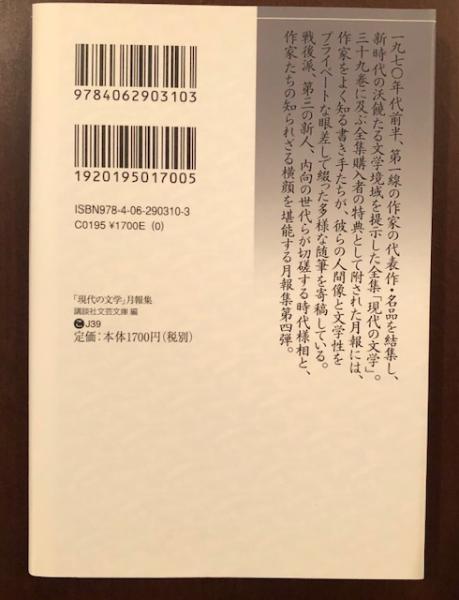 一九七〇年代前半、第一線の作家の代表作・名品を結集し、
新時代の沃饒たる文学境域を提示した全集「現代の文学」。
三十九巻に及ぶ全集購入者の特典として附された月報には、
作家をよく知る書き手たちが、彼らの人間像と文学性を
プライベートな眼差しで綴った多様な随筆を寄稿している。
戦後派、第三の新人、内向の世代らが切磋する時代様相と、
作家たちの知られざる横顔を堪能する月報集第四弾。
9784062903103
1920195017005
ISBN978-4-06-290310-3
C0195 ¥1700E (0)
「現代の文学」月報集
講談社文芸文庫 編
こJ39
定価:本体1700円(税別)